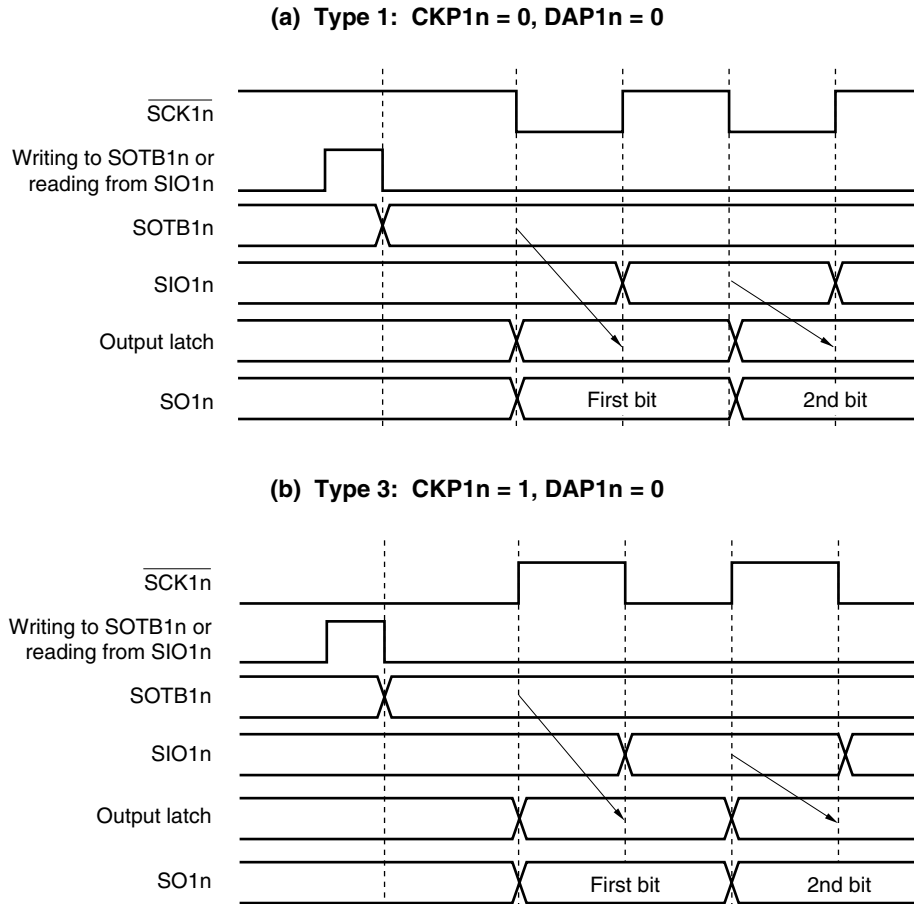 (a) Type 1: CKP1n = 0, DAP1n = 0
SCK1n
Writing to SOTB1n or
reading from SIO1n
SOTB1n
SIO1n
Output latch
SO1n
First bit
2nd bit
(b) Type 3: CKP1n = 1, DAP1n = 0
SCK1n
Writing to SOTB1n or
reading from SIO1n
SOTB1n
SIO1n
Output latch
SO1n
First bit
2nd bit